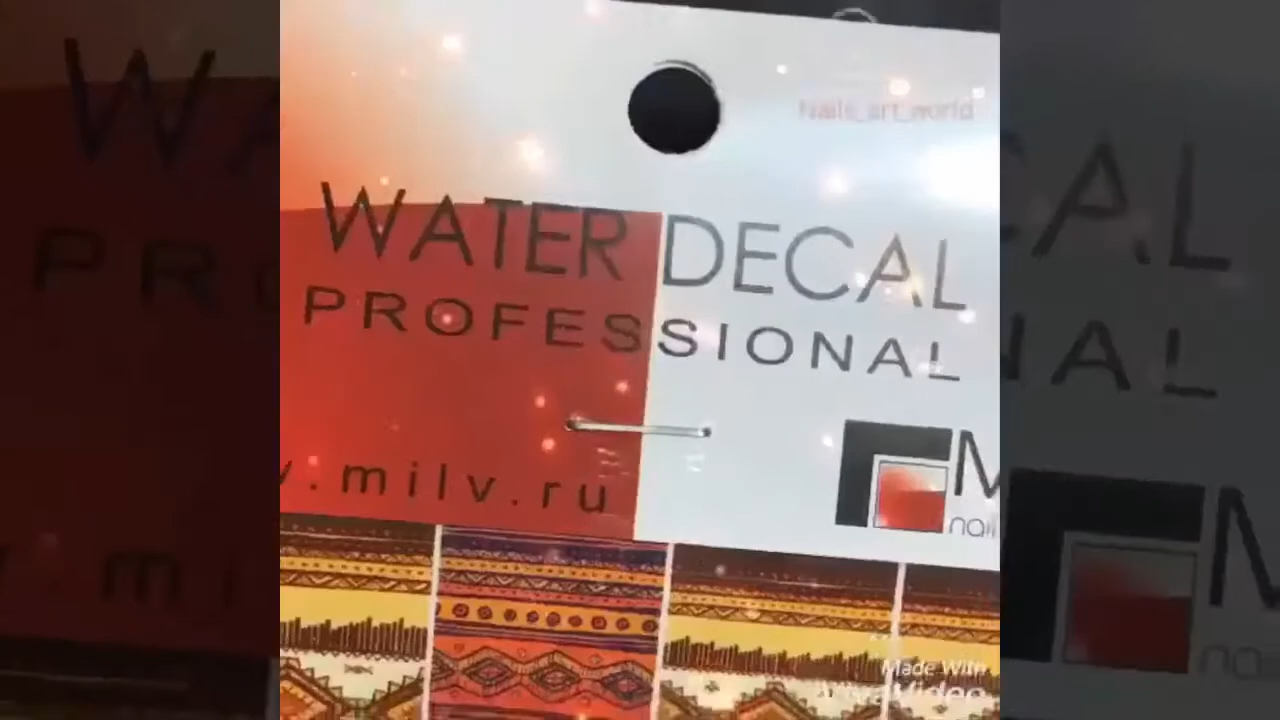 Nails_art_world
WATER DECAL
PROFESSIONAL
.milv.ru
M
nail
Made With